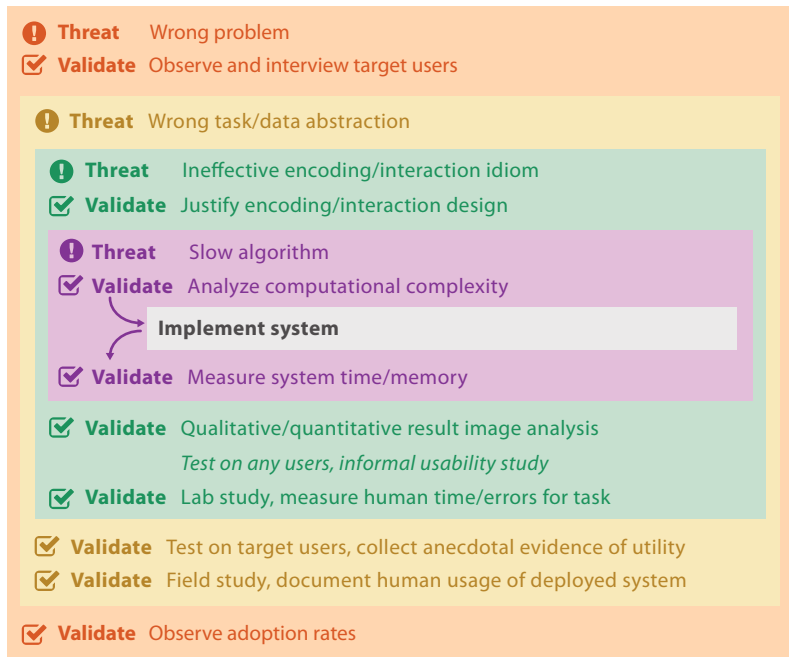 Threat Wrong problem
Validate Observe and interview target users
Threat Wrong task/data abstraction
Threat Ineffective encoding/interaction idiom
Validate Justify encoding/interaction design
Threat Slow algorithm
Validate Analyze computational complexity
Implement system
Validate Measure system time/memory
Validate Qualitative/quantitative result image analysis
Test on any users, informal usability study
Validate Lab study, measure human time/errors for task
Validate Test on target users, collect anecdotal evidence of utility
Validate Field study, document human usage of deployed system
Validate Observe adoption rates